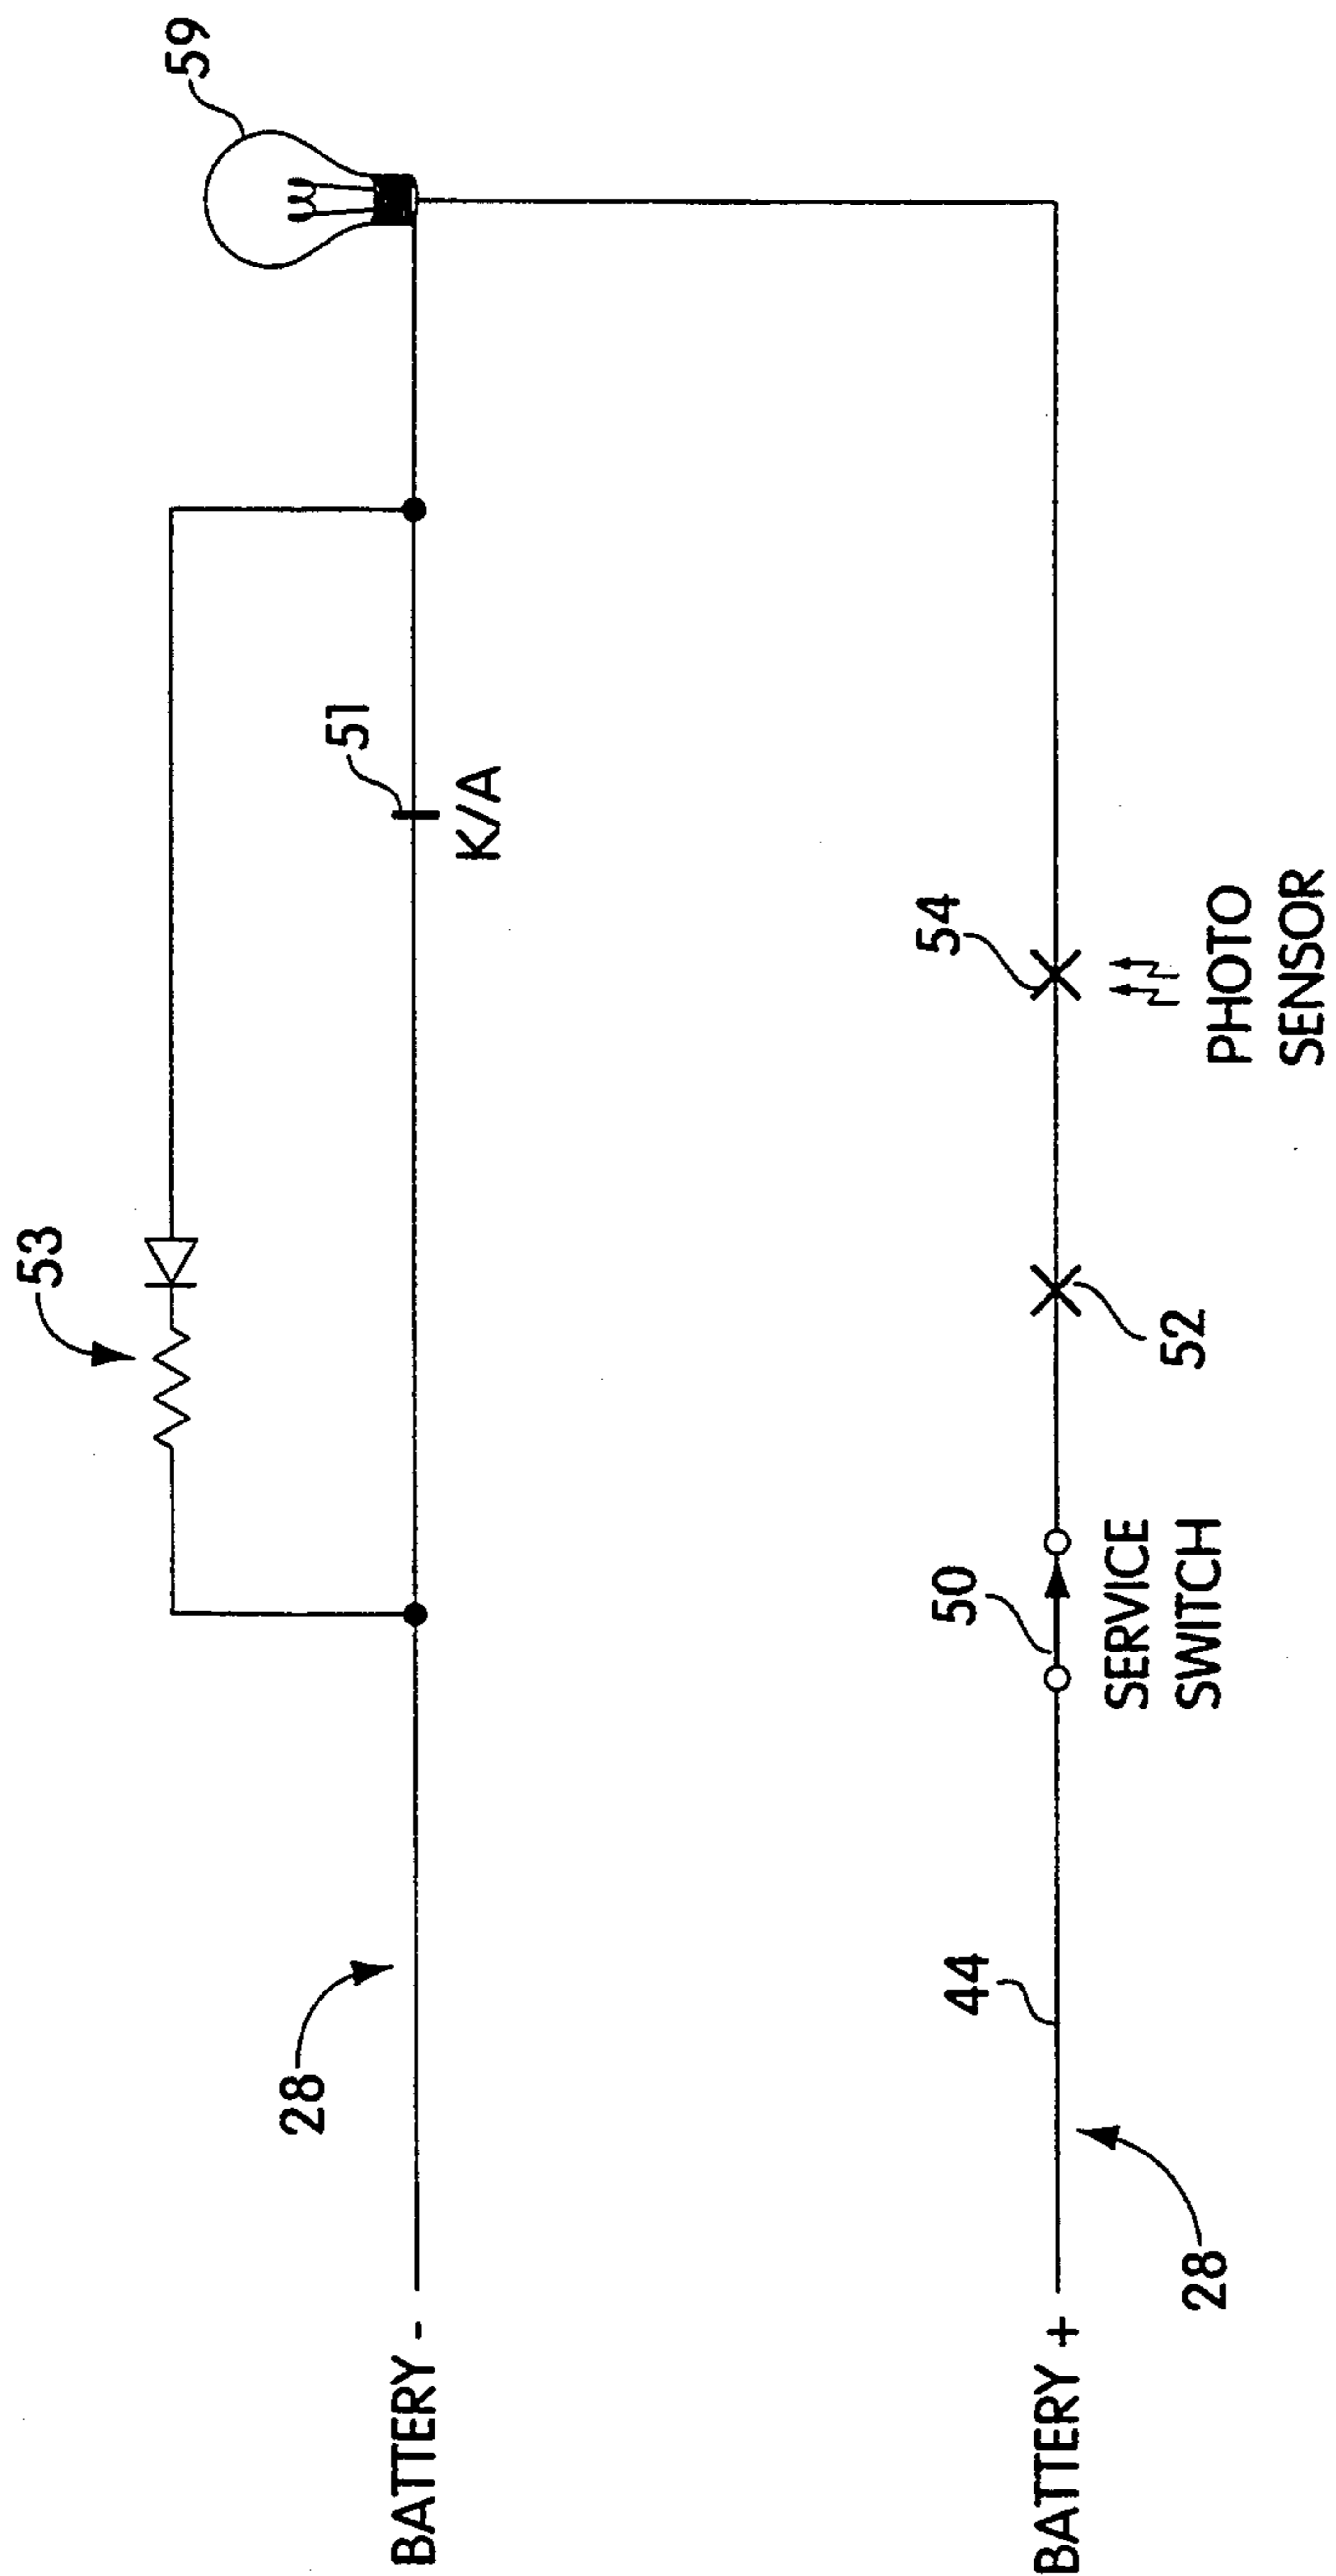 59
53
51
K/A
28
BATTERY -
54
PHOTO
SENSOR
52
50
SERVICE
SWITCH
44
28
BATTERY +